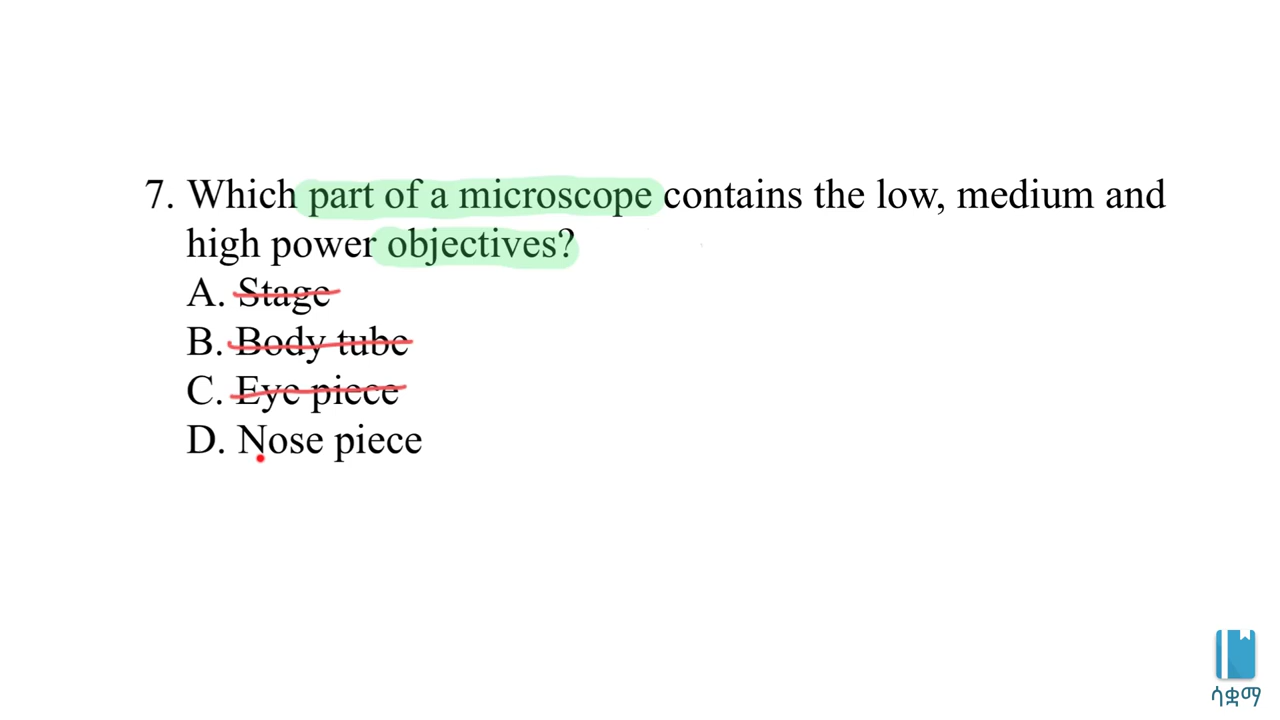 7. Which part of a microscope contains the low, medium and
high power objectives?
A. Stage
B. Body tube
C. Eye piece
D. Nose piece
ሳቋማ